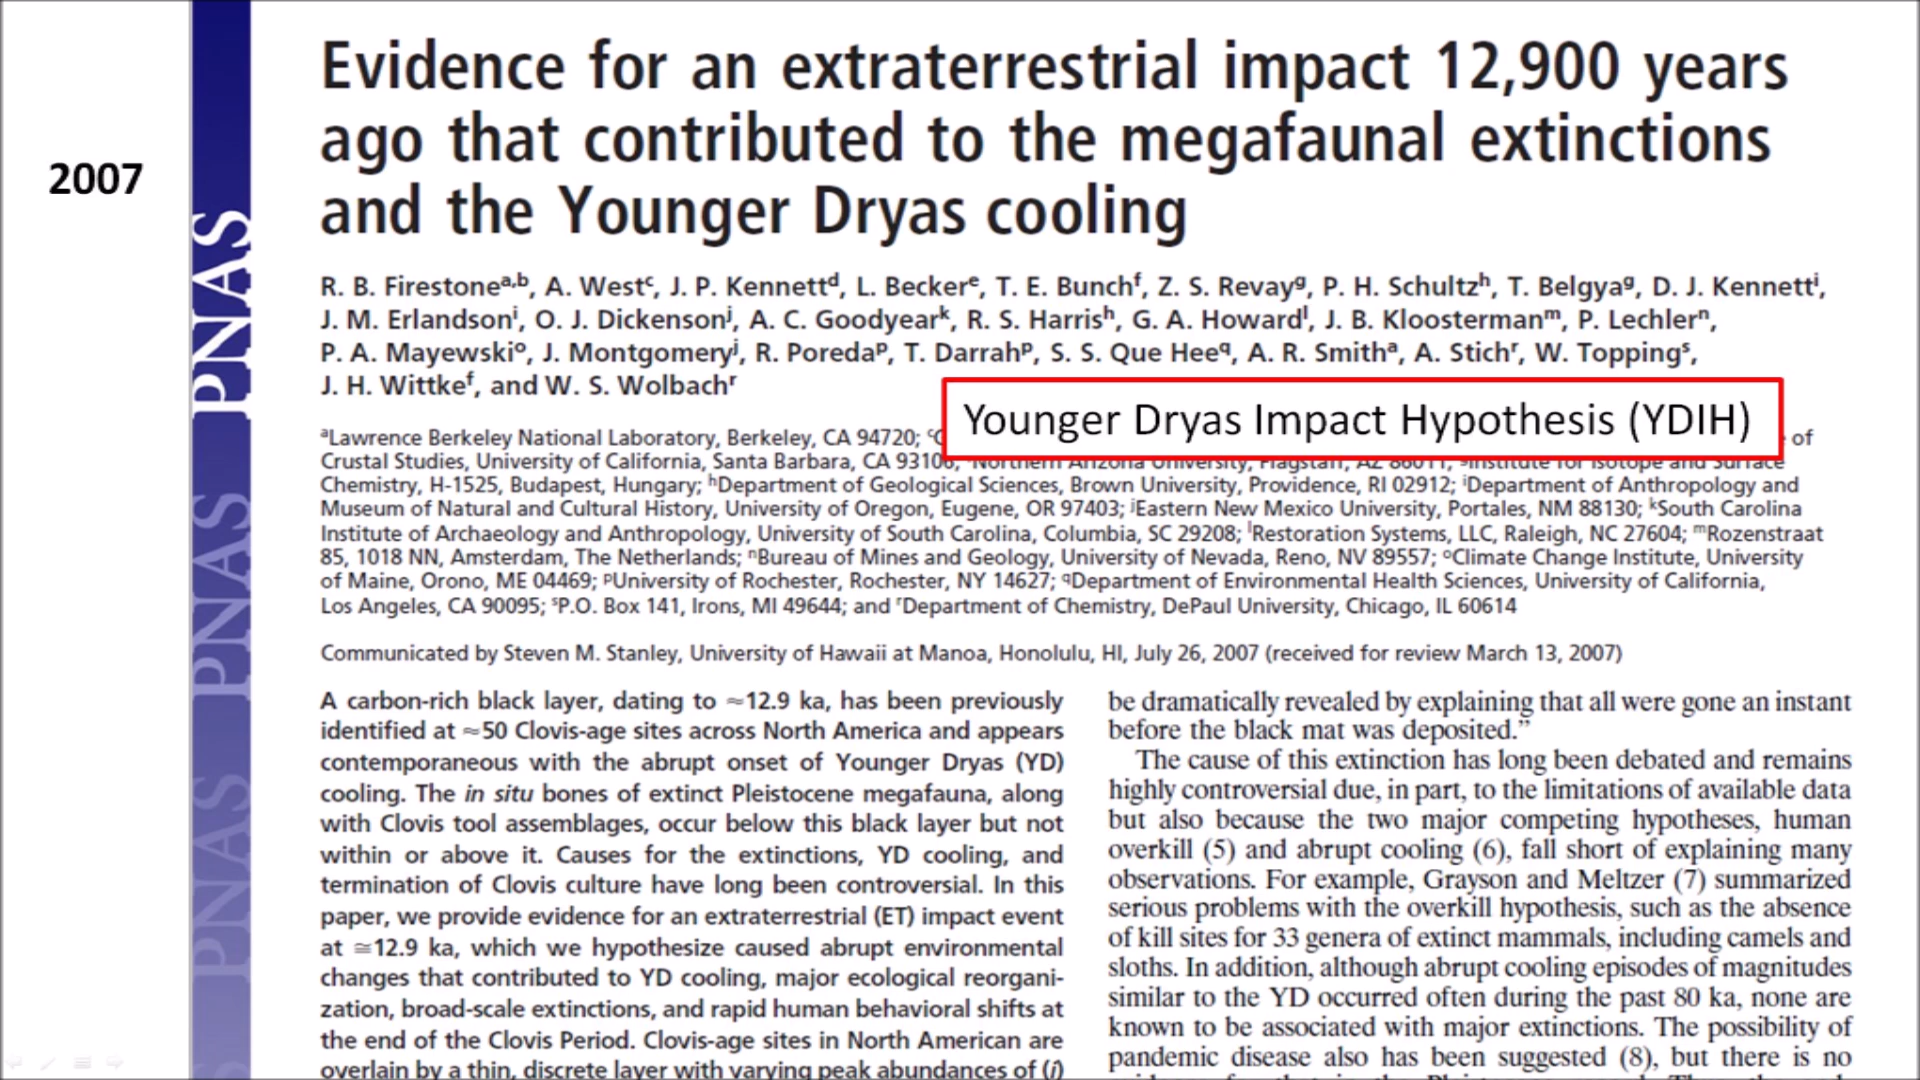 2007
PNAS PNAS PNAS
Evidence for an extraterrestrial impact 12,900 years
ago that contributed to the megafaunal extinctions
and the Younger Dryas cooling
R. B. Firestoneᵃ,ᵇ, A. Westᶜ, J. P. Kennettᵈ, L. Beckerᵉ, T. E. Bunchᶠ, Z. S. Revayᵍ, P. H. Schultzʰ, T. Belgyaᵍ, D. J. Kennettⁱ,
J. M. Erlandsonⁱ, O. J. Dickensonʲ, A. C. Goodyearᵏ, R. S. Harrisʰ, G. A. Howardˡ, J. B. Kloostermanᵐ, P. Lechlerⁿ,
P. A. Mayewskiᵒ, J. Montgomeryʲ, R. Poredaᵖ, T. Darrahᵖ, S. S. Que Hee𐞥, A. R. Smithᵃ, A. Stichʳ, W. Toppingˢ,
J. H. Wittkeᶠ, and W. S. Wolbachʳ
Younger Dryas Impact Hypothesis (YDIH)
ᵃLawrence Berkeley National Laboratory, Berkeley, CA 94720; of
Crustal Studies, University of California, Santa Barbara, CA 93106; ᶠNorthern Arizona University, Flagstaff, AZ 86011; ᵍInstitute for Isotope and Surface
Chemistry, H-1525, Budapest, Hungary; ʰDepartment of Geological Sciences, Brown University, Providence, RI 02912; ⁱDepartment of Anthropology and
Museum of Natural and Cultural History, University of Oregon, Eugene, OR 97403; ʲEastern New Mexico University, Portales, NM 88130; ᵏSouth Carolina
Institute of Archaeology and Anthropology, University of South Carolina, Columbia, SC 29208; ˡRestoration Systems, LLC, Raleigh, NC 27604; ᵐRozenstraat
85, 1018 NN, Amsterdam, The Netherlands; ⁿBureau of Mines and Geology, University of Nevada, Reno, NV 89557; ᵒClimate Change Institute, University
of Maine, Orono, ME 04469; ᵖUniversity of Rochester, Rochester, NY 14627; 𐞥Department of Environmental Health Sciences, University of California,
Los Angeles, CA 90095; ˢP.O. Box 141, Irons, MI 49644; and ʳDepartment of Chemistry, DePaul University, Chicago, IL 60614
Communicated by Steven M. Stanley, University of Hawaii at Manoa, Honolulu, HI, July 26, 2007 (received for review March 13, 2007)
A carbon-rich black layer, dating to ≈12.9 ka, has been previously
identified at ≈50 Clovis-age sites across North America and appears
contemporaneous with the abrupt onset of Younger Dryas (YD)
cooling. The in situ bones of extinct Pleistocene megafauna, along
with Clovis tool assemblages, occur below this black layer but not
within or above it. Causes for the extinctions, YD cooling, and
termination of Clovis culture have long been controversial. In this
paper, we provide evidence for an extraterrestrial (ET) impact event
at ≅12.9 ka, which we hypothesize caused abrupt environmental
changes that contributed to YD cooling, major ecological reorgani-
zation, broad-scale extinctions, and rapid human behavioral shifts at
the end of the Clovis Period. Clovis-age sites in North American are
overlain by a thin, discrete layer with varying peak abundances of (i)
be dramatically revealed by explaining that all were gone an instant
before the black mat was deposited.”
The cause of this extinction has long been debated and remains
highly controversial due, in part, to the limitations of available data
but also because the two major competing hypotheses, human
overkill (5) and abrupt cooling (6), fall short of explaining many
observations. For example, Grayson and Meltzer (7) summarized
serious problems with the overkill hypothesis, such as the absence
of kill sites for 33 genera of extinct mammals, including camels and
sloths. In addition, although abrupt cooling episodes of magnitudes
similar to the YD occurred often during the past 80 ka, none are
known to be associated with major extinctions. The possibility of
pandemic disease also has been suggested (8), but there is no